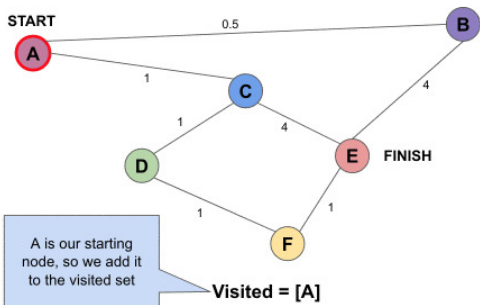 START
0.5
B
A
1
C
1
4
4
D
E
FINISH
1
1
F
A is our starting
node, so we add it
to the visited set
Visited = [A]